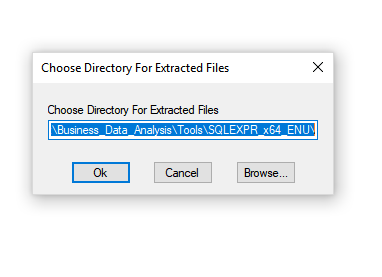 Choose Directory For Extracted Files
Choose Directory For Extracted Files
\Business_Data_Analysis\Tools\SQLEXPR_x64_ENU\
Ok Cancel Browse...